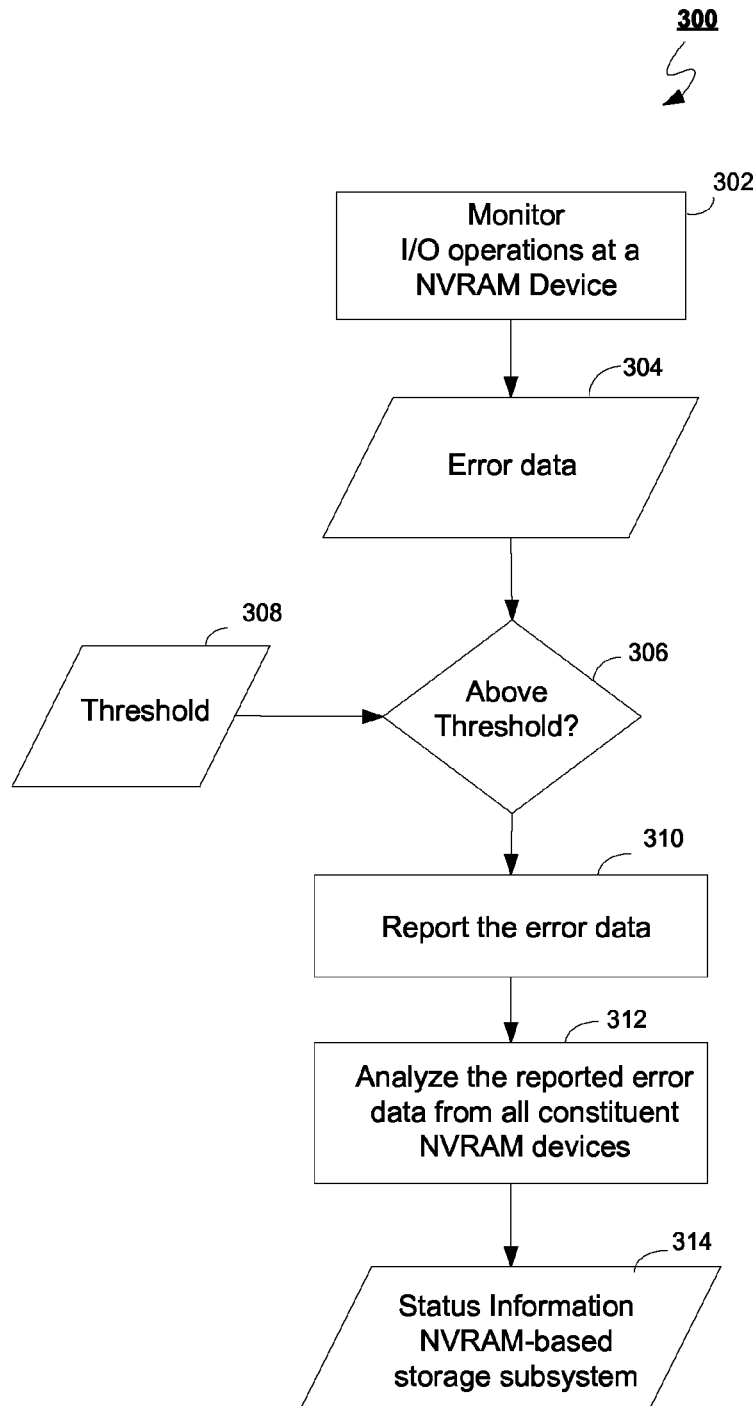 300
302
Monitor
I/O operations at a
NVRAM Device
304
Error data
308
306
Threshold
Above
Threshold?
310
Report the error data
312
Analyze the reported error
data from all constituent
NVRAM devices
314
Status Information
NVRAM-based
storage subsystem